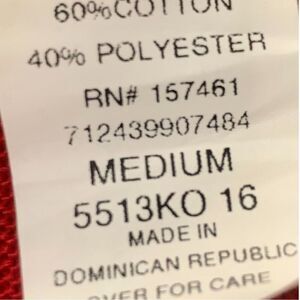 60% COTTON
40% POLYESTER
RN# 157461
712439907484
MEDIUM
5513KO 16
MADE IN
DOMINICAN REPUBLIC
OVER FOR CARE